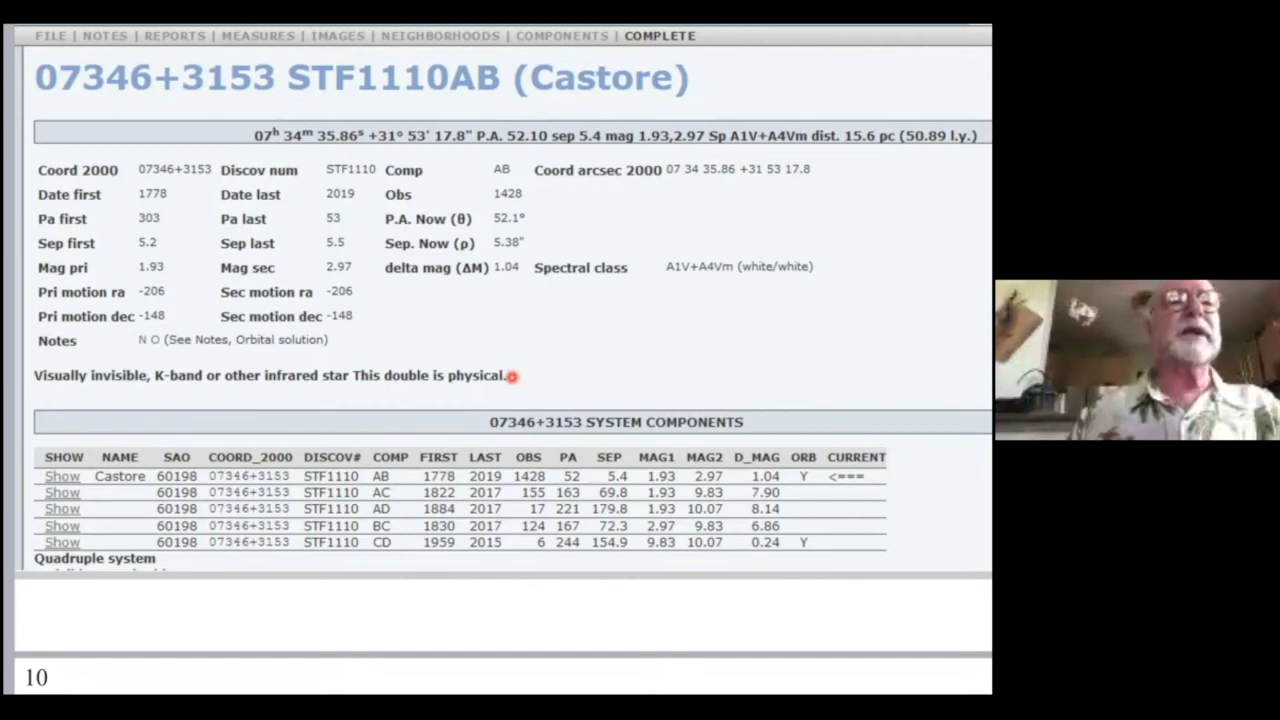 FILE | NOTES | REPORTS | MEASURES | IMAGES | NEIGHBORHOODS | COMPONENTS | COMPLETE
07346+3153 STF1110AB (Castore)
07h 34m 35.86s +31° 53' 17.8" P.A. 52.10 sep 5.4 mag 1.93,2.97 Sp A1V+A4Vm dist. 15.6 pc (50.89 l.y.)
Coord 2000 07346+3153 Discov num STF1110 Comp AB Coord arcsec 2000 07 34 35.86 +31 53 17.8
Date first 1778 Date last 2019 Obs 1428
Pa first 303 Pa last 53 P.A. Now (θ) 52.1°
Sep first 5.2 Sep last 5.5 Sep. Now (ρ) 5.38"
Mag pri 1.93 Mag sec 2.97 delta mag (ΔM) 1.04 Spectral class A1V+A4Vm (white/white)
Pri motion ra -206 Sec motion ra -206
Pri motion dec -148 Sec motion dec -148
Notes N O (See Notes, Orbital solution)
Visually invisible, K-band or other infrared star This double is physical.
07346+3153 SYSTEM COMPONENTS
SHOW NAME SAO COORD_2000 DISCOV# COMP FIRST LAST OBS PA SEP MAG1 MAG2 D_MAG ORB CURRENT
Show Castore 60198 07346+3153 STF1110 AB 1778 2019 1428 52 5.4 1.93 2.97 1.04 Y <===
Show 60198 07346+3153 STF1110 AC 1822 2017 155 163 69.8 1.93 9.83 7.90
Show 60198 07346+3153 STF1110 AD 1884 2017 17 221 179.8 1.93 10.07 8.14
Show 60198 07346+3153 STF1110 BC 1830 2017 124 167 72.3 2.97 9.83 6.86
Show 60198 07346+3153 STF1110 CD 1959 2015 6 244 154.9 9.83 10.07 0.24 Y
Quadruple system
10